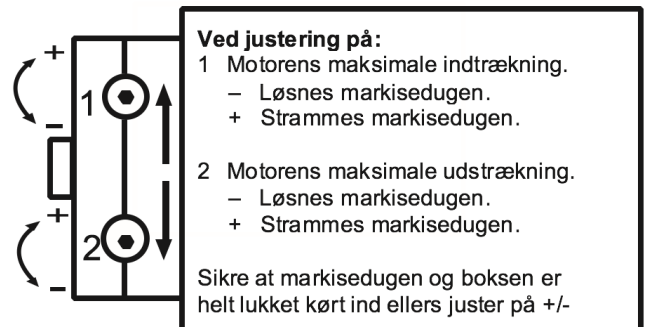 +
1
–
+
2
–
Ved justering på:
1 Motorens maksimale indtrækning.
– Løsnes markisedugen.
+ Strammes markisedugen.
2 Motorens maksimale udstrækning.
– Løsnes markisedugen.
+ Strammes markisedugen.
Sikre at markisedugen og boksen er
helt lukket kørt ind ellers juster på +/-